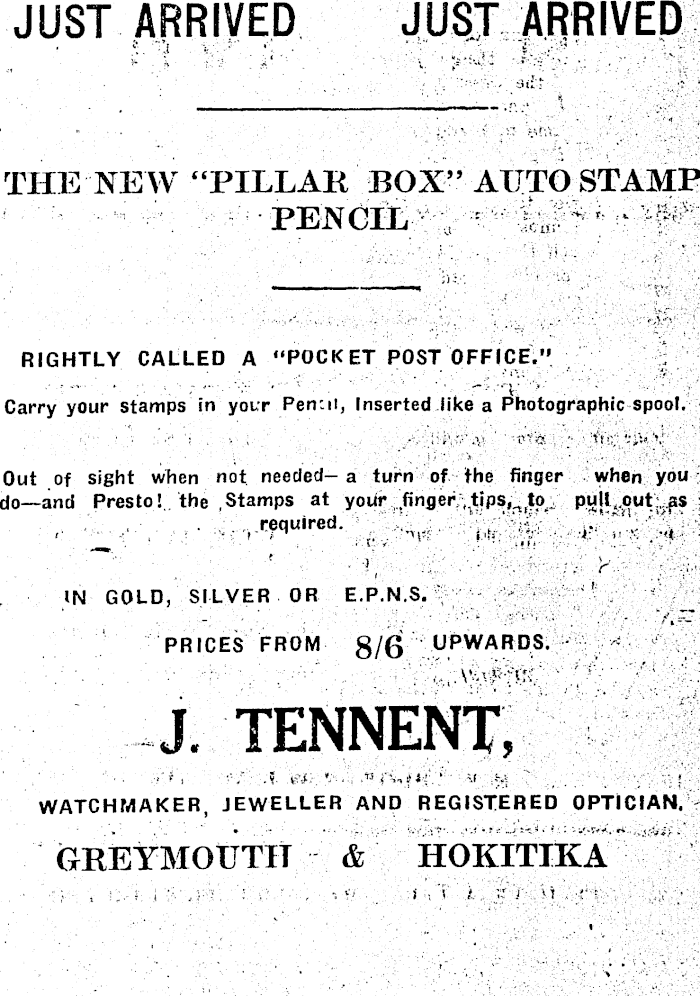 JUST ARRIVED JUST ARRIVED
THE NEW "PILLAR BOX" AUTO STAMP
PENCIL
RIGHTLY CALLED A "POCKET POST OFFICE."
Carry your stamps in your Pencil, Inserted like a Photographic spool.
Out of sight when not needed—a turn of the finger when you
do—and Presto! the Stamps at your finger tips, to pull out as
required.
IN GOLD, SILVER OR E.P.N.S.
PRICES FROM 8/6 UPWARDS.
J. TENNENT,
WATCHMAKER, JEWELLER AND REGISTERED OPTICIAN.
GREYMOUTH & HOKITIKA